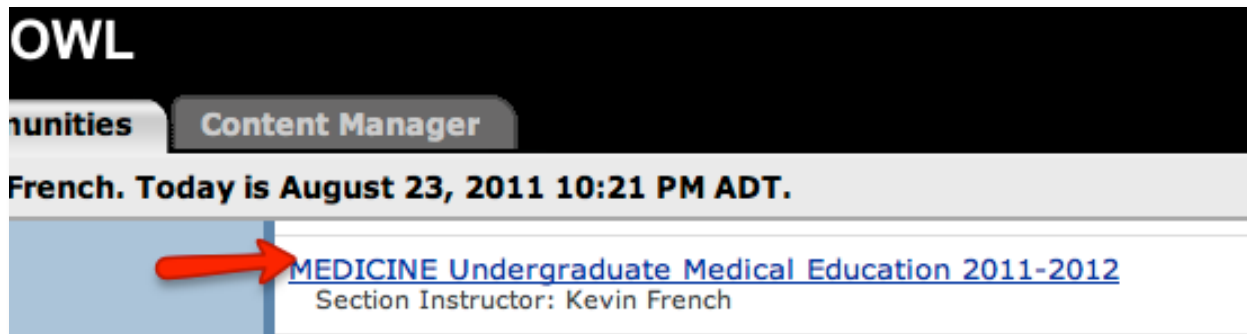 OWL
Content Manager
French. Today is August 23, 2011 10:21 PM ADT.
MEDICINE Undergraduate Medical Education 2011-2012
Section Instructor: Kevin French